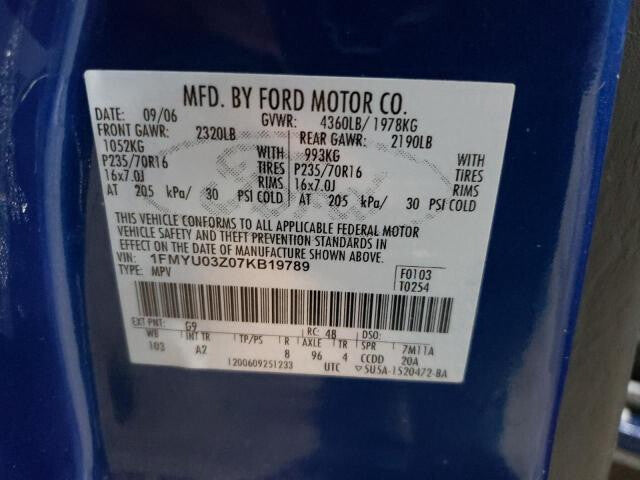 MFD. BY FORD MOTOR CO.
DATE: 09/06 GVWR: 4360LB/ 1978KG
FRONT GAWR: 2320LB REAR GAWR: 2190LB
1052KG WITH 993KG WITH
P235/70R16 TIRES P235/70R16 TIRES
16x7.0J RIMS 16x7.0J RIMS
AT 205 kPa/ 30 PSI COLD AT 205 kPa/ 30 PSI COLD
THIS VEHICLE CONFORMS TO ALL APPLICABLE FEDERAL MOTOR
VEHICLE SAFETY AND THEFT PREVENTION STANDARDS IN
EFFECT ON THE DATE OF MANUFACTURE SHOWN ABOVE.
VIN: 1FMYU03Z07KB19789
TYPE: MPV
F0103
T0254
EXT PNT: G9 RC: 48 DSO:
WB INT TR TP/PS R AXLE TR SPR 7M11A
103 A2 8 96 4 CCDD 20A
1200609251233 UTC ▽5U5A-1520472-BA